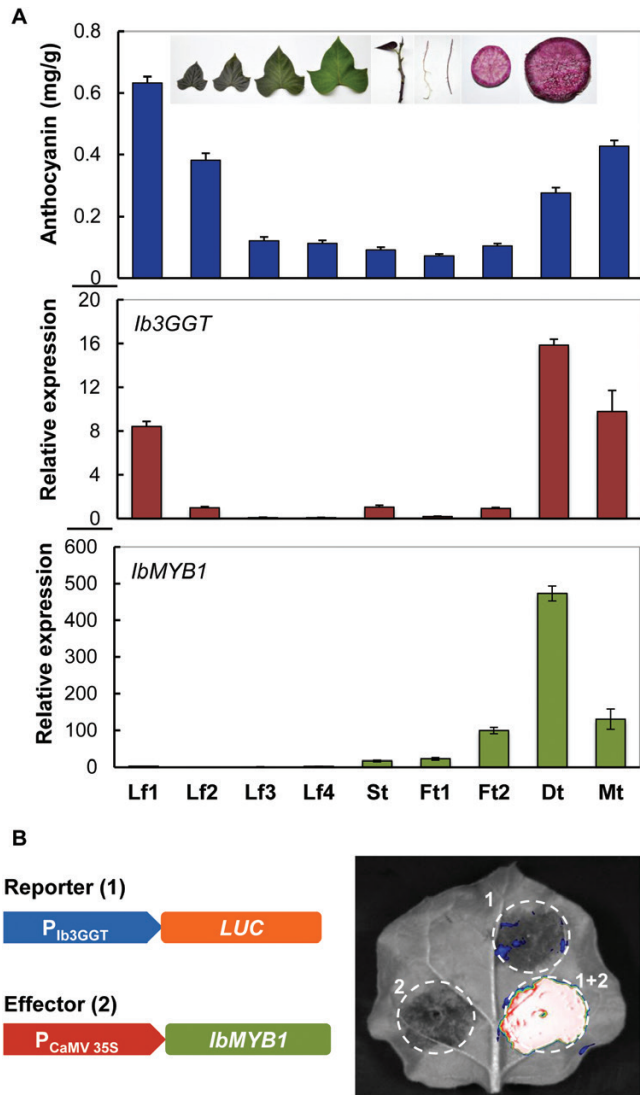 A
Anthocyanin (mg/g)
0.8
0.6
0.4
0.2
0
Ib3GGT
Relative expression
20
16
12
8
4
0
IbMYB1
Relative expression
600
500
400
300
200
100
0
Lf1 Lf2 Lf3 Lf4 St Ft1 Ft2 Dt Mt
B
Reporter (1)
PIb3GGT LUC
Effector (2)
PCaMV 35S IbMYB1
1
2
1+2